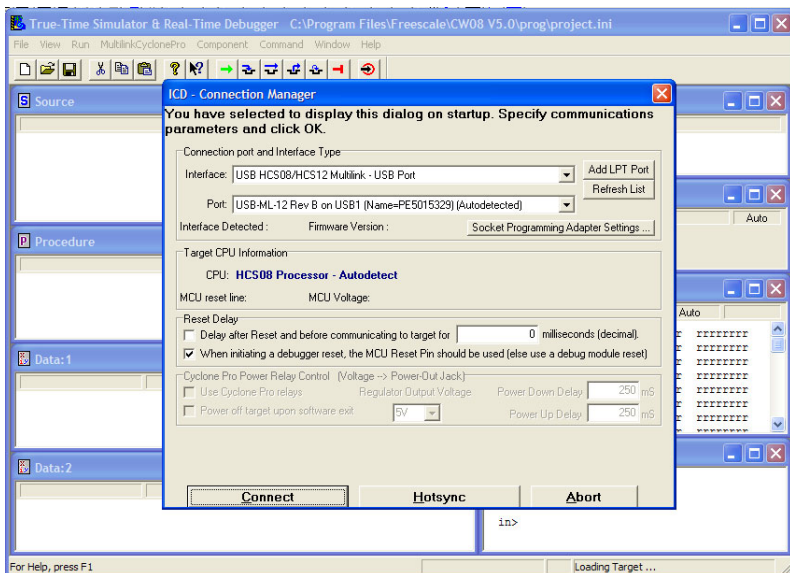 True-Time Simulator & Real-Time Debugger C:\Program Files\Freescale\CW08 V5.0\prog\project.ini
File View Run MultilinkCyclonePro Component Command Window Help
Source
ICD - Connection Manager
You have selected to display this dialog on startup. Specify communications
parameters and click OK.
Connection port and Interface Type
Interface: USB HCS08/HCS12 Multilink - USB Port
Add LPT Port
Refresh List
Port: USB-ML-12 Rev B on USB1 (Name=PE5015329) (Autodetected)
Interface Detected : Firmware Version : Socket Programming Adapter Settings ...
Auto
Procedure
Target CPU Information
CPU: HCS08 Processor - Autodetect
MCU reset line: MCU Voltage:
Auto
Reset Delay
Delay after Reset and before communicating to target for 0 milliseconds (decimal).
When initiating a debugger reset, the MCU Reset Pin should be used (else use a debug module reset)
r rrrrrrrr
r rrrrrrrr
r rrrrrrrr
r rrrrrrrr
r rrrrrrrr
r rrrrrrrr
r rrrrrrrr
Data:1
Cyclone Pro Power Relay Control (Voltage --> Power-Out Jack)
Use Cyclone Pro relays Regulator Output Voltage Power Down Delay 250 mS
Power off target upon software exit 5V Power Up Delay 250 mS
Data:2
Connect Hotsync Abort
in>
For Help, press F1 Loading Target ...